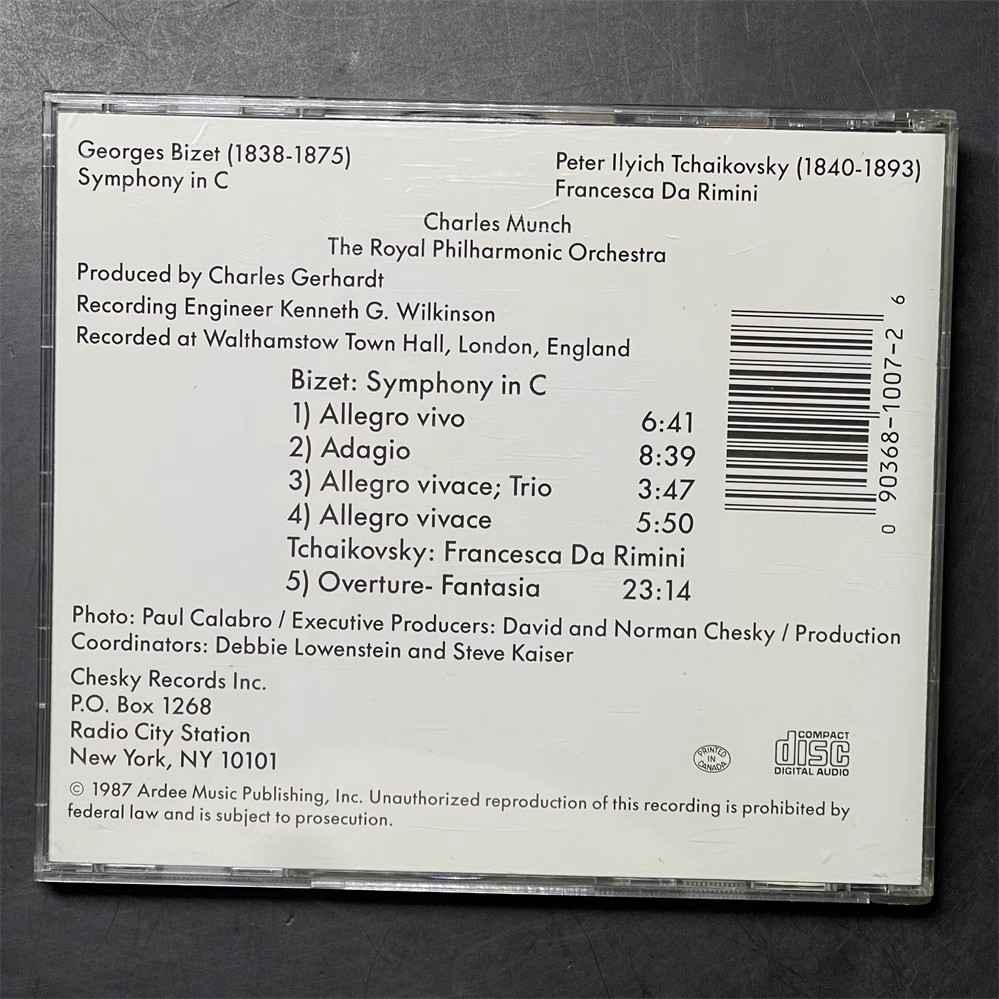 Georges Bizet (1838-1875)
Symphony in C
Peter Ilyich Tchaikovsky (1840-1893)
Francesca Da Rimini
Charles Munch
The Royal Philharmonic Orchestra
Produced by Charles Gerhardt
Recording Engineer Kenneth G. Wilkinson
Recorded at Walthamstow Town Hall, London, England
Bizet: Symphony in C
1) Allegro vivo 6:41
2) Adagio 8:39
3) Allegro vivace; Trio 3:47
4) Allegro vivace 5:50
Tchaikovsky: Francesca Da Rimini
5) Overture- Fantasia 23:14
0 90368-1007-2 6
Photo: Paul Calabro / Executive Producers: David and Norman Chesky / Production
Coordinators: Debbie Lowenstein and Steve Kaiser
Chesky Records Inc.
P.O. Box 1268
Radio City Station
New York, NY 10101
PRINTED
IN
CANADA
COMPACT
disc
DIGITAL AUDIO
© 1987 Ardee Music Publishing, Inc. Unauthorized reproduction of this recording is prohibited by
federal law and is subject to prosecution.